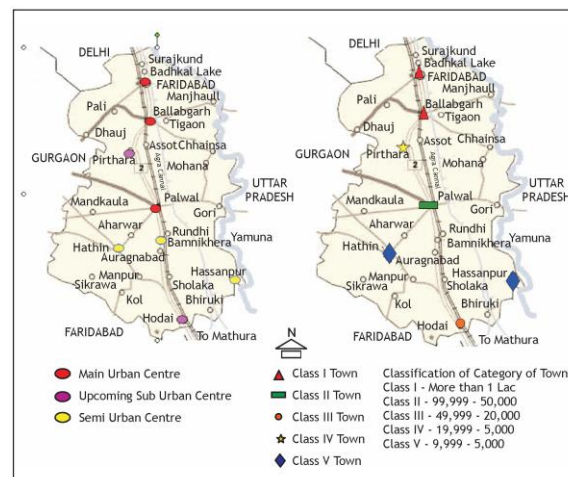 DELHI
Surajkund
Badhkal Lake
FARIDABAD
Manjhaull
Pali
Ballabgarh
Tigaon
Dhauj
Assot
Chhainsa
GURGAON
Pirthara
Mohana
Agra Cannal
2
UTTAR
PRADESH
Palwal
Mandkaula
Gori
Aharwar
Rundhi
Yamuna
Hathin
Bamnikhera
Auragnabad
Hassanpur
Manpur
Sholaka
Sikrawa
Kol
Bhiruki
FARIDABAD
Hodai
To Mathura
DELHI
Surajkund
Badhkal Lake
FARIDABAD
Manjhaull
Pali
Ballabgarh
Tigaon
Dhauj
Assot
Chhainsa
GURGAON
Pirthara
Mohana
Agra Cannal
2
UTTAR
PRADESH
Palwal
Mandkaula
Gori
Aharwar
Rundhi
Yamuna
Hathin
Bamnikhera
Auragnabad
Hassanpur
Manpur
Sholaka
Sikrawa
Kol
Bhiruki
FARIDABAD
Hodai
To Mathura
N
Main Urban Centre
Upcoming Sub Urban Centre
Semi Urban Centre
Class I Town
Class II Town
Class III Town
Class IV Town
Class V Town
Classification of Category of Town
Class I - More than 1 Lac
Class II - 99,999 - 50,000
Class III - 49,999 - 20,000
Class IV - 19,999 - 5,000
Class V - 9,999 - 5,000